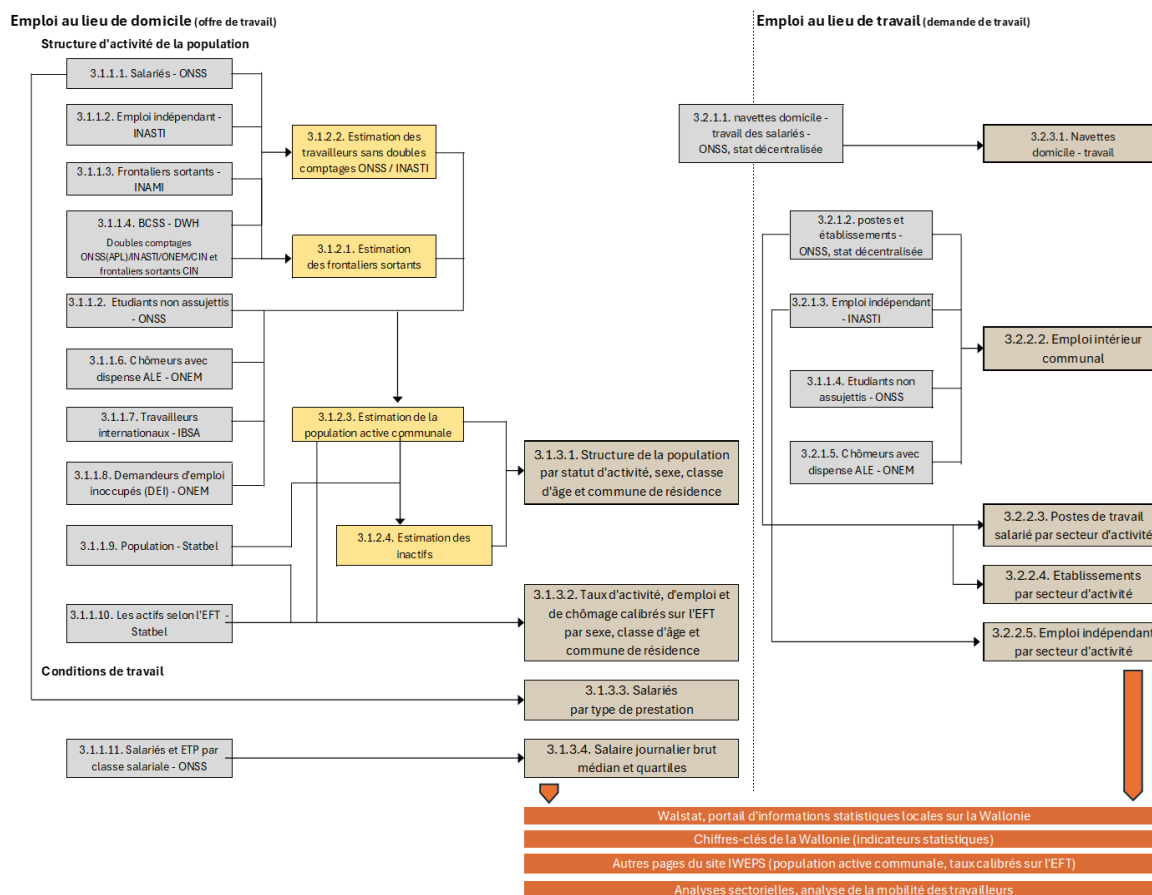 Emploi au lieu de domicile (offre de travail)
Structure d'activité de la population
3.1.1.1. Salariés - ONSS
3.1.1.2. Emploi indépendant -
INASTI
3.1.1.3. Frontaliers sortants -
INAMI
3.1.1.4. BCSS - DWH
Doubles comptages
ONSS(APL)/INASTI/ONEM/CIN et
frontaliers sortants CIN
3.1.1.2. Etudiants non assujettis
- ONSS
3.1.1.6. Chômeurs avec
dispense ALE - ONEM
3.1.1.7. Travailleurs
internationaux - IBSA
3.1.1.8. Demandeurs d'emploi
inoccupés (DEI) - ONEM
3.1.1.9. Population - Statbel
3.1.1.10. Les actifs selon l'EFT -
Statbel
3.1.2.2. Estimation des
travailleurs sans doubles
comptages ONSS / INASTI
3.1.2.1. Estimation
des frontaliers sortants
3.1.2.3. Estimation de la
population active communale
3.1.2.4. Estimation des
inactifs
3.1.3.1. Structure de la population
par statut d'activité, sexe, classe
d'âge et commune de résidence
3.1.3.2. Taux d'activité, d'emploi et
de chômage calibrés sur l'EFT
par sexe, classe d'âge et
commune de résidence
Conditions de travail
3.1.3.3. Salariés
par type de prestation
3.1.1.11. Salariés et ETP par
classe salariale - ONSS
3.1.3.4. Salaire journalier brut
médian et quartiles
Emploi au lieu de travail (demande de travail)
3.2.1.1. navettes domicile -
travail des salariés -
ONSS, stat décentralisée
3.2.3.1. Navettes
domicile - travail
3.2.1.2. postes et
établissements -
ONSS, stat décentralisée
3.2.1.3. Emploi indépendant
- INASTI
3.1.1.4. Etudiants non
assujettis - ONSS
3.2.1.5. Chômeurs avec
dispense ALE - ONEM
3.2.2.2. Emploi intérieur
communal
3.2.2.3. Postes de travail
salarié par secteur d'activité
3.2.2.4. Etablissements
par secteur d'activité
3.2.2.5. Emploi indépendant
par secteur d'activité
Walstat, portail d'informations statistiques locales sur la Wallonie
Chiffres-clés de la Wallonie (indicateurs statistiques)
Autres pages du site IWEPS (population active communale, taux calibrés sur l'EFT)
Analyses sectorielles, analyse de la mobilité des travailleurs